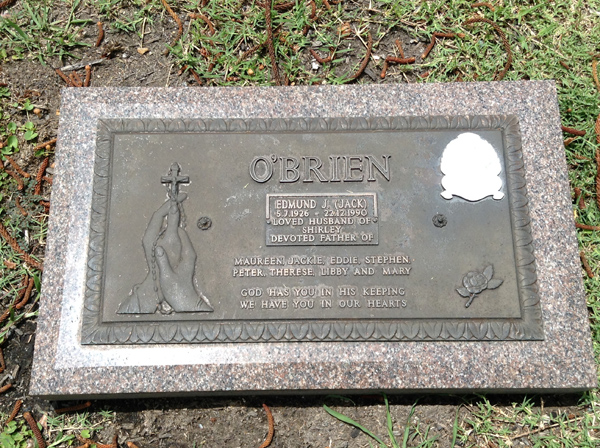 O'BRIEN
EDMUND J. (JACK)
5.7.1926 - 22.12.1990
LOVED HUSBAND OF
SHIRLEY
DEVOTED FATHER OF
MAUREEN, JACKIE, EDDIE, STEPHEN,
PETER, THERESE, LIBBY AND MARY
GOD HAS YOU IN HIS KEEPING
WE HAVE YOU IN OUR HEARTS